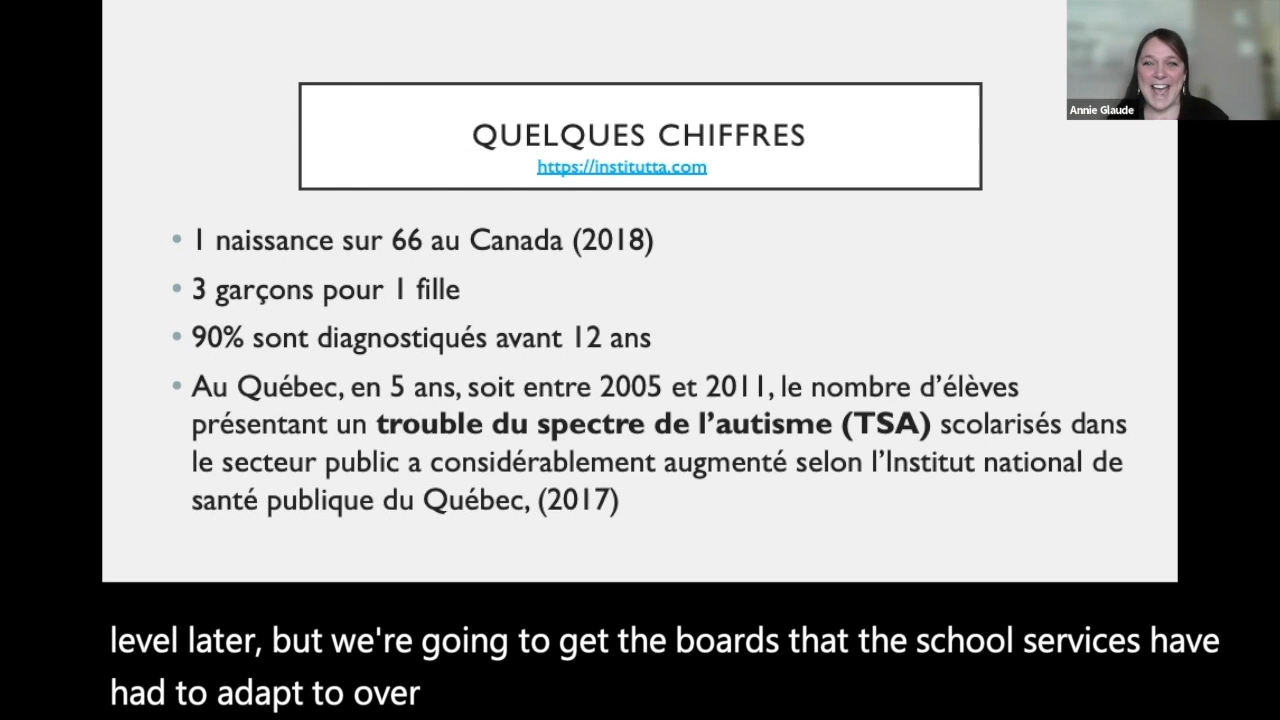 Annie Glaude
QUELQUES CHIFFRES
https://institutta.com
• 1 naissance sur 66 au Canada (2018)
• 3 garçons pour 1 fille
• 90% sont diagnostiqués avant 12 ans
• Au Québec, en 5 ans, soit entre 2005 et 2011, le nombre d’élèves
présentant un trouble du spectre de l’autisme (TSA) scolarisés dans
le secteur public a considérablement augmenté selon l’Institut national de
santé publique du Québec, (2017)
level later, but we're going to get the boards that the school services have
had to adapt to over